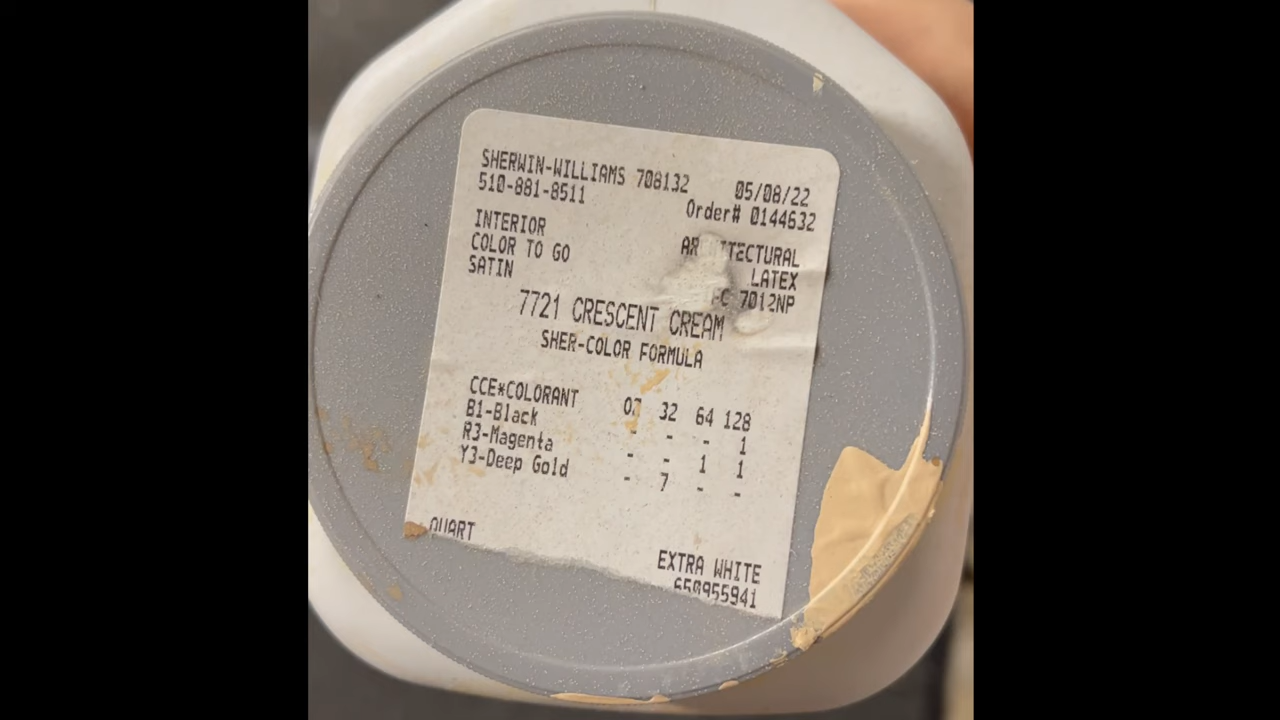 SHERWIN-WILLIAMS 708132 05/08/22
510-881-8511 Order# 0144632
INTERIOR
COLOR TO GO
SATIN LATEX
7012NP
7721 CRESCENT CREAM
SHER-COLOR FORMULA
CCE*COLORANT 32 64 128
B1-Black - - - 1
R3-Magenta - - 1 1
Y3-Deep Gold - 7 - -
QUART
EXTRA WHITE
650955941